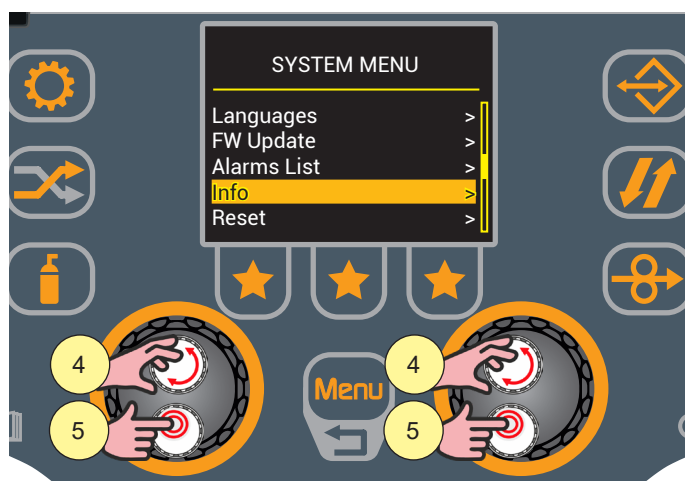 SYSTEM MENU
Languages >
FW Update >
Alarms List >
Info >
Reset >
4
4
Menu
5
5